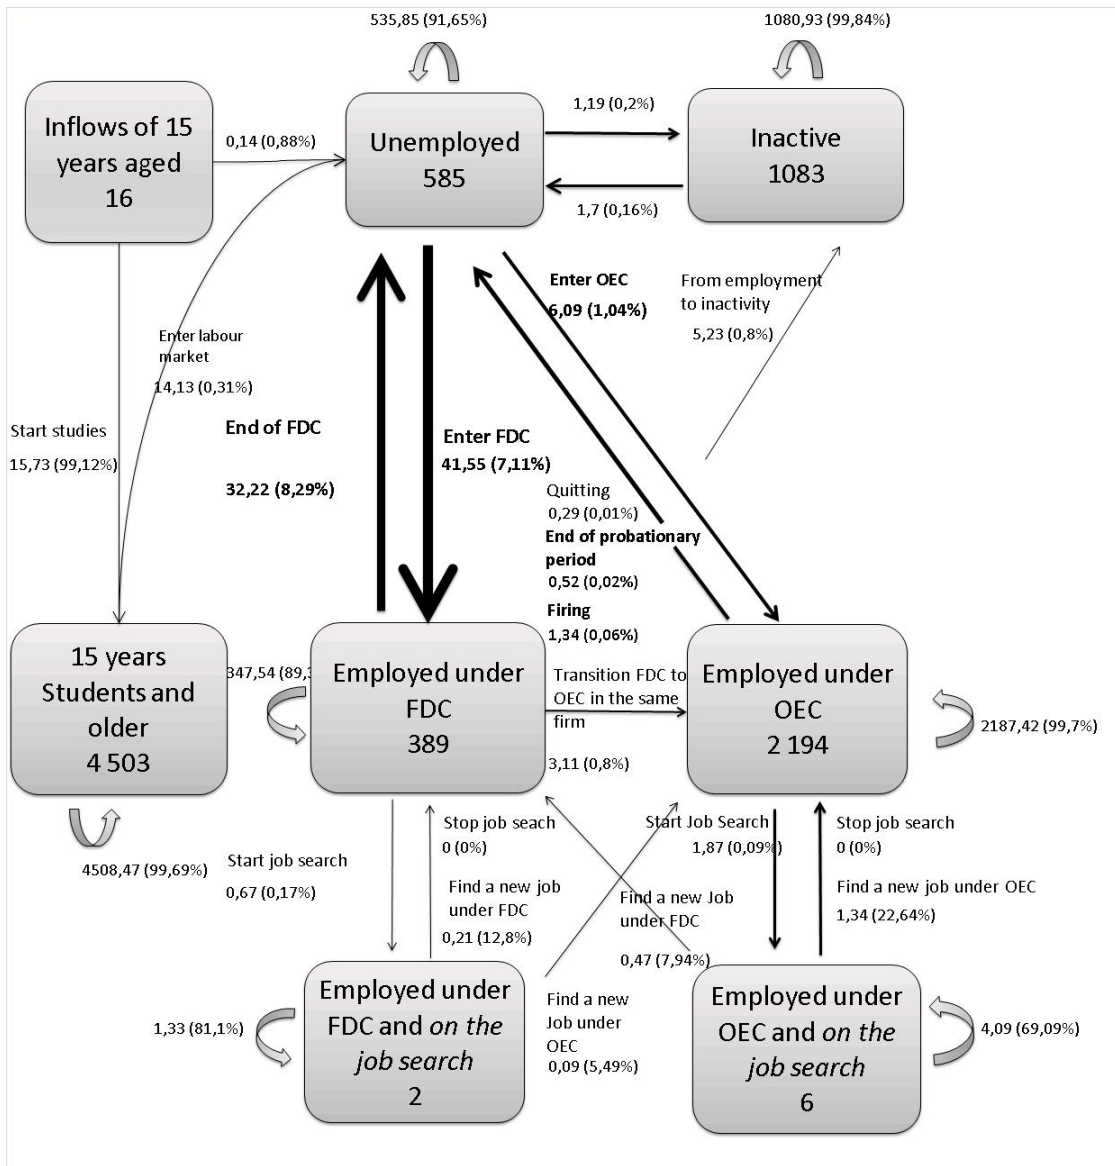 535,85 (91,65%)
1080,93 (99,84%)
Inflows of 15
years aged
16
0,14 (0,88%)
Unemployed
585
1,19 (0,2%)
1,7 (0,16%)
Inactive
1083
Enter OEC
6,09 (1,04%)
From employment
to inactivity
5,23 (0,8%)
Enter labour
market
14,13 (0,31%)
Start studies
15,73 (99,12%)
End of FDC
32,22 (8,29%)
Enter FDC
41,55 (7,11%)
Quitting
0,29 (0,01%)
End of probationary
period
0,52 (0,02%)
Firing
1,34 (0,06%)
15 years
Students and
older
4 503
347,54 (89,
Employed under
FDC
389
Transition FDC to
OEC in the same
firm
3,11 (0,8%)
Employed under
OEC
2 194
2187,42 (99,7%)
4508,47 (99,69%)
Start job search
0,67 (0,17%)
Stop job seach
0 (0%)
Find a new job
under FDC
0,21 (12,8%)
Start Job Search
1,87 (0,09%)
Find a new Job
under FDC
0,47 (7,94%)
Stop job search
0 (0%)
Find a new job under OEC
1,34 (22,64%)
1,33 (81,1%)
Employed under
FDC and on the
job search
2
Find a new
Job under
OEC
0,09 (5,49%)
Employed under
OEC and on the
job search
6
4,09 (69,09%)